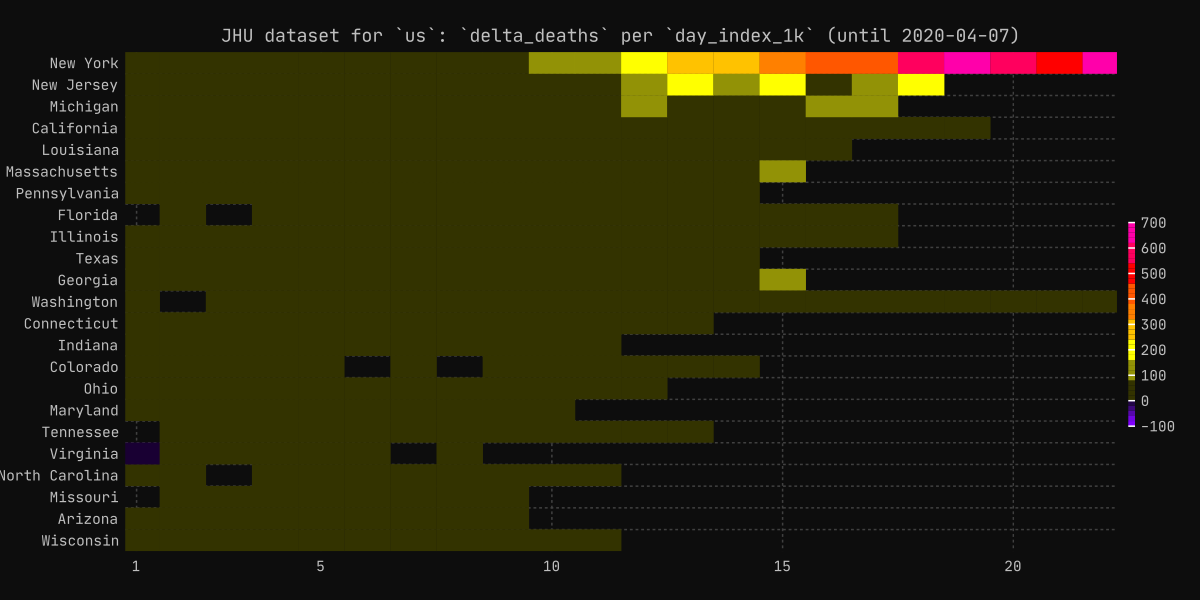 JHU dataset for `us`: `delta_deaths` per `day_index_1k` (until 2020-04-07)
New York
New Jersey
Michigan
California
Louisiana
Massachusetts
Pennsylvania
Florida
Illinois
Texas
Georgia
Washington
Connecticut
Indiana
Colorado
Ohio
Maryland
Tennessee
Virginia
North Carolina
Missouri
Arizona
Wisconsin
1 5 10 15 20
700
600
500
400
300
200
100
0
-100